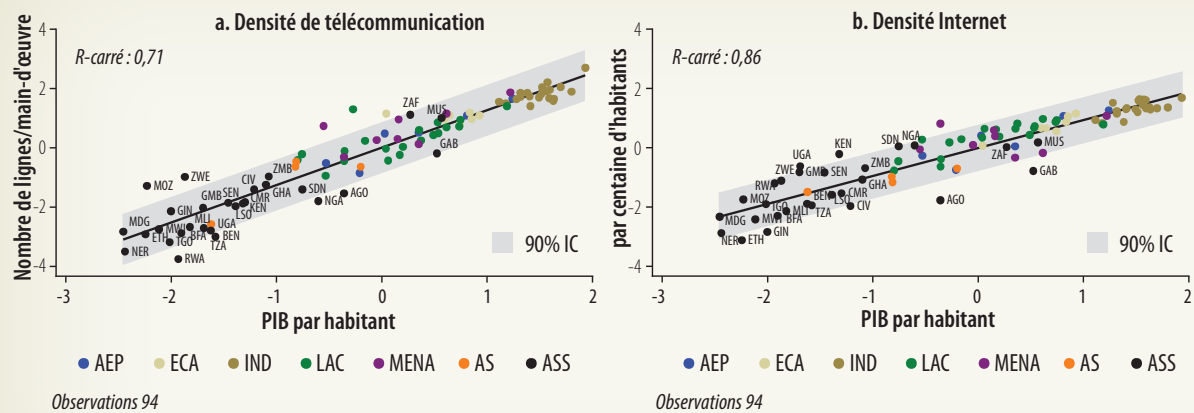 a. Densité de télécommunication
R-carré : 0,71
Nombre de lignes/main-d'œuvre
4
2
0
-2
-4
ZAF
MUS
GAB
MOZ
ZWE
CIV
ZMB
GMB
SEN
GHA
SDN
AGO
NGA
GIN
CMR
LSO
KEN
MDG
MLI
MWI
UGA
ETH
BFA
BEN
TGO
TZA
NER
RWA
90% IC
-3
-2
-1
0
1
2
PIB par habitant
AEP
ECA
IND
LAC
MENA
AS
ASS
Observations 94
b. Densité Internet
R-carré : 0,86
par centaine d'habitants
4
2
0
-2
-4
SDN
NGA
KEN
UGA
ZWE
GMB
SEN
ZMB
ZAF
MUS
GAB
RWA
GHA
MOZ
CMR
LSO
AGO
TGO
MLI
TZA
CIV
MDG
MWI
BFA
NER
ETH
GIN
90% IC
-3
-2
-1
0
1
2
PIB par habitant
AEP
ECA
IND
LAC
MENA
AS
ASS
Observations 94